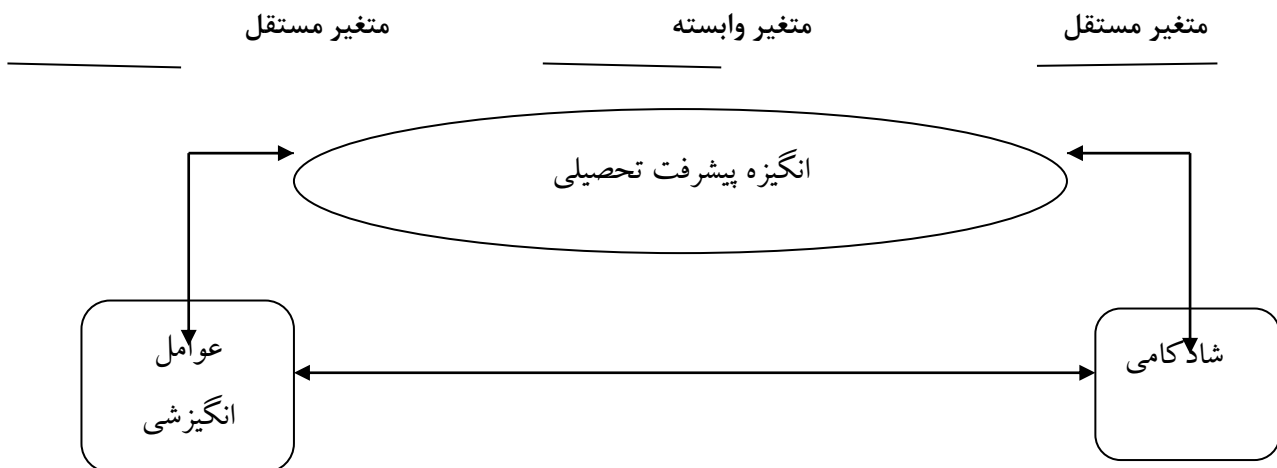 متغیر مستقل
متغیر وابسته
متغیر مستقل
انگیزه پیشرفت تحصیلی
شادکامی
عوامل
انگیزشی